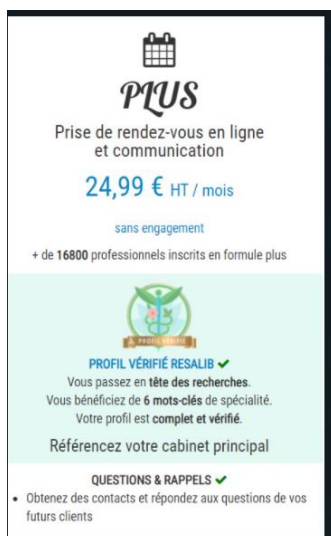 PLUS
Prise de rendez-vous en ligne
et communication
24,99 € HT / mois
sans engagement
+ de 16800 professionnels inscrits en formule plus
PROFIL VÉRIFIÉ
PROFIL VÉRIFIÉ RESALIB ✔
Vous passez en tête des recherches.
Vous bénéficiez de 6 mots-clés de spécialité.
Votre profil est complet et vérifié.
Référencez votre cabinet principal
QUESTIONS & RAPPELS ✔
• Obtenez des contacts et répondez aux questions de vos
futurs clients